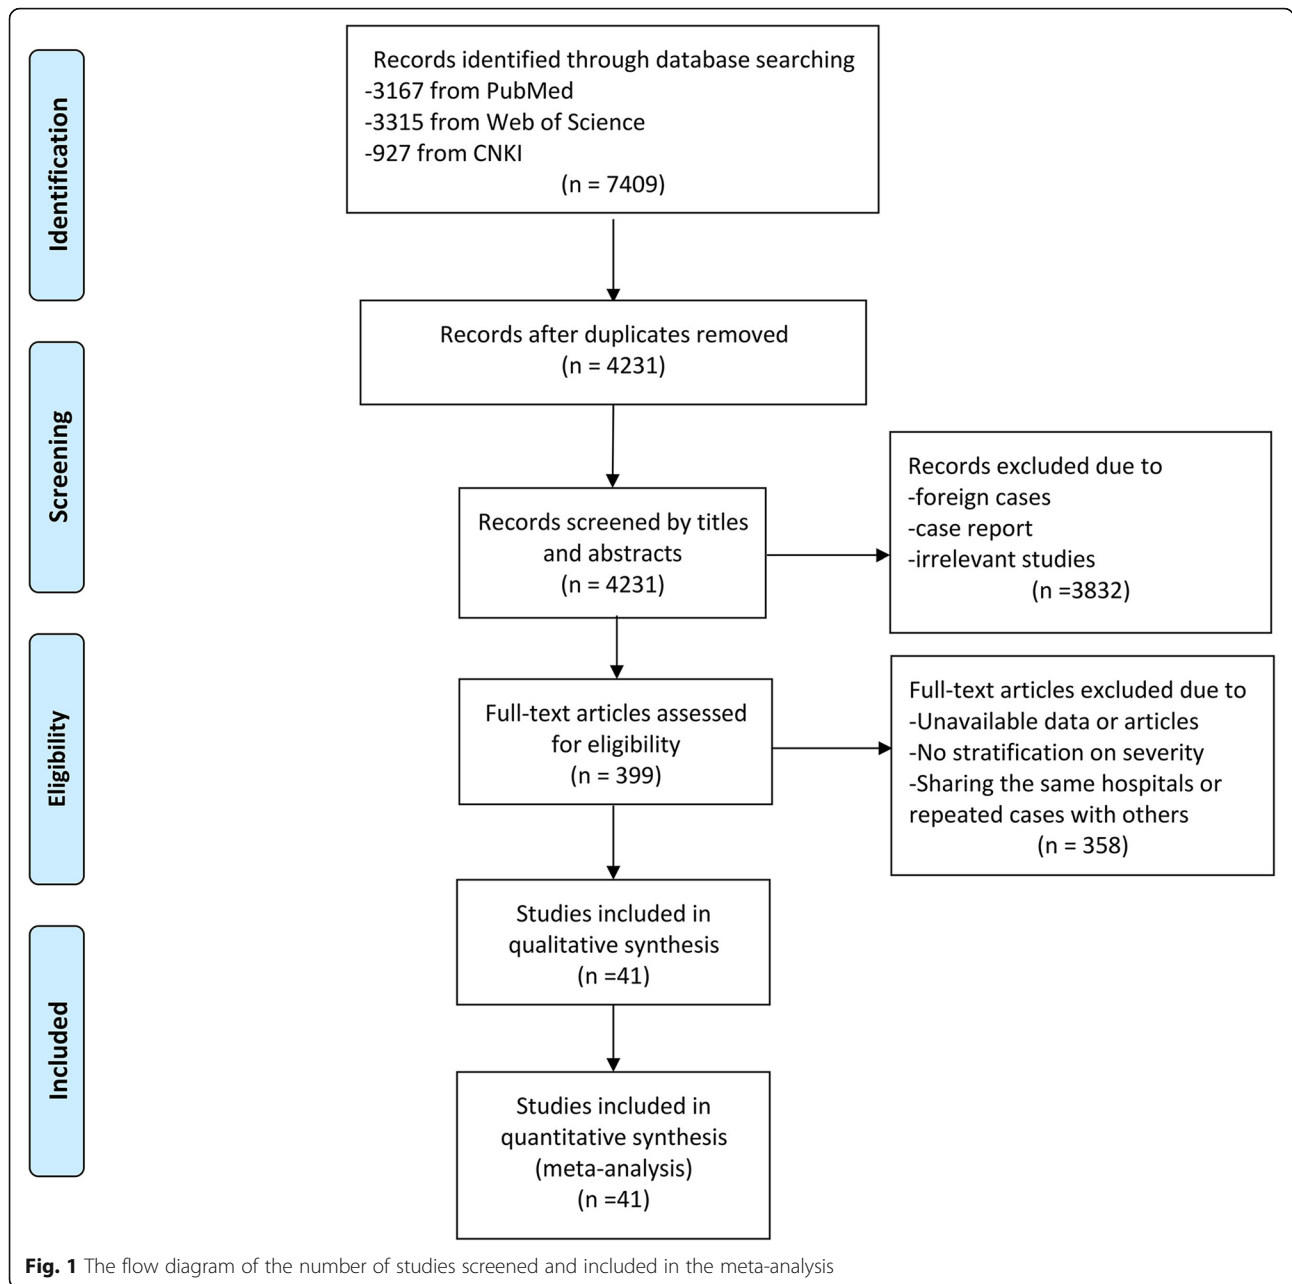 Identification
Records identified through database searching
-3167 from PubMed
-3315 from Web of Science
-927 from CNKI
(n = 7409)
Records after duplicates removed
(n = 4231)
Screening
Records screened by titles
and abstracts
(n = 4231)
Records excluded due to
-foreign cases
-case report
-irrelevant studies
(n =3832)
Eligibility
Full-text articles assessed
for eligibility
(n = 399)
Full-text articles excluded due to
-Unavailable data or articles
-No stratification on severity
-Sharing the same hospitals or
repeated cases with others
(n = 358)
Included
Studies included in
qualitative synthesis
(n =41)
Studies included in
quantitative synthesis
(meta-analysis)
(n =41)
Fig. 1 The flow diagram of the number of studies screened and included in the meta-analysis